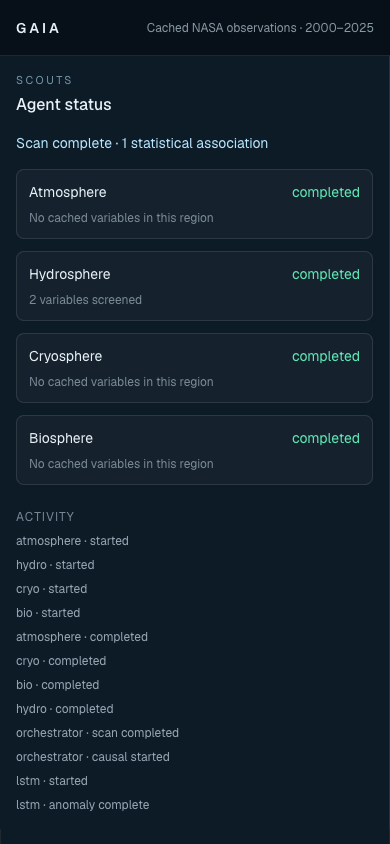 GAIA
Cached NASA observations · 2000–2025
SCOUTS
Agent status
Scan complete · 1 statistical association
Atmosphere
completed
No cached variables in this region
Hydrosphere
completed
2 variables screened
Cryosphere
completed
No cached variables in this region
Biosphere
completed
No cached variables in this region
ACTIVITY
atmosphere · started
hydro · started
cryo · started
bio · started
atmosphere · completed
cryo · completed
bio · completed
hydro · completed
orchestrator · scan completed
orchestrator · causal started
lstm · started
lstm · anomaly complete